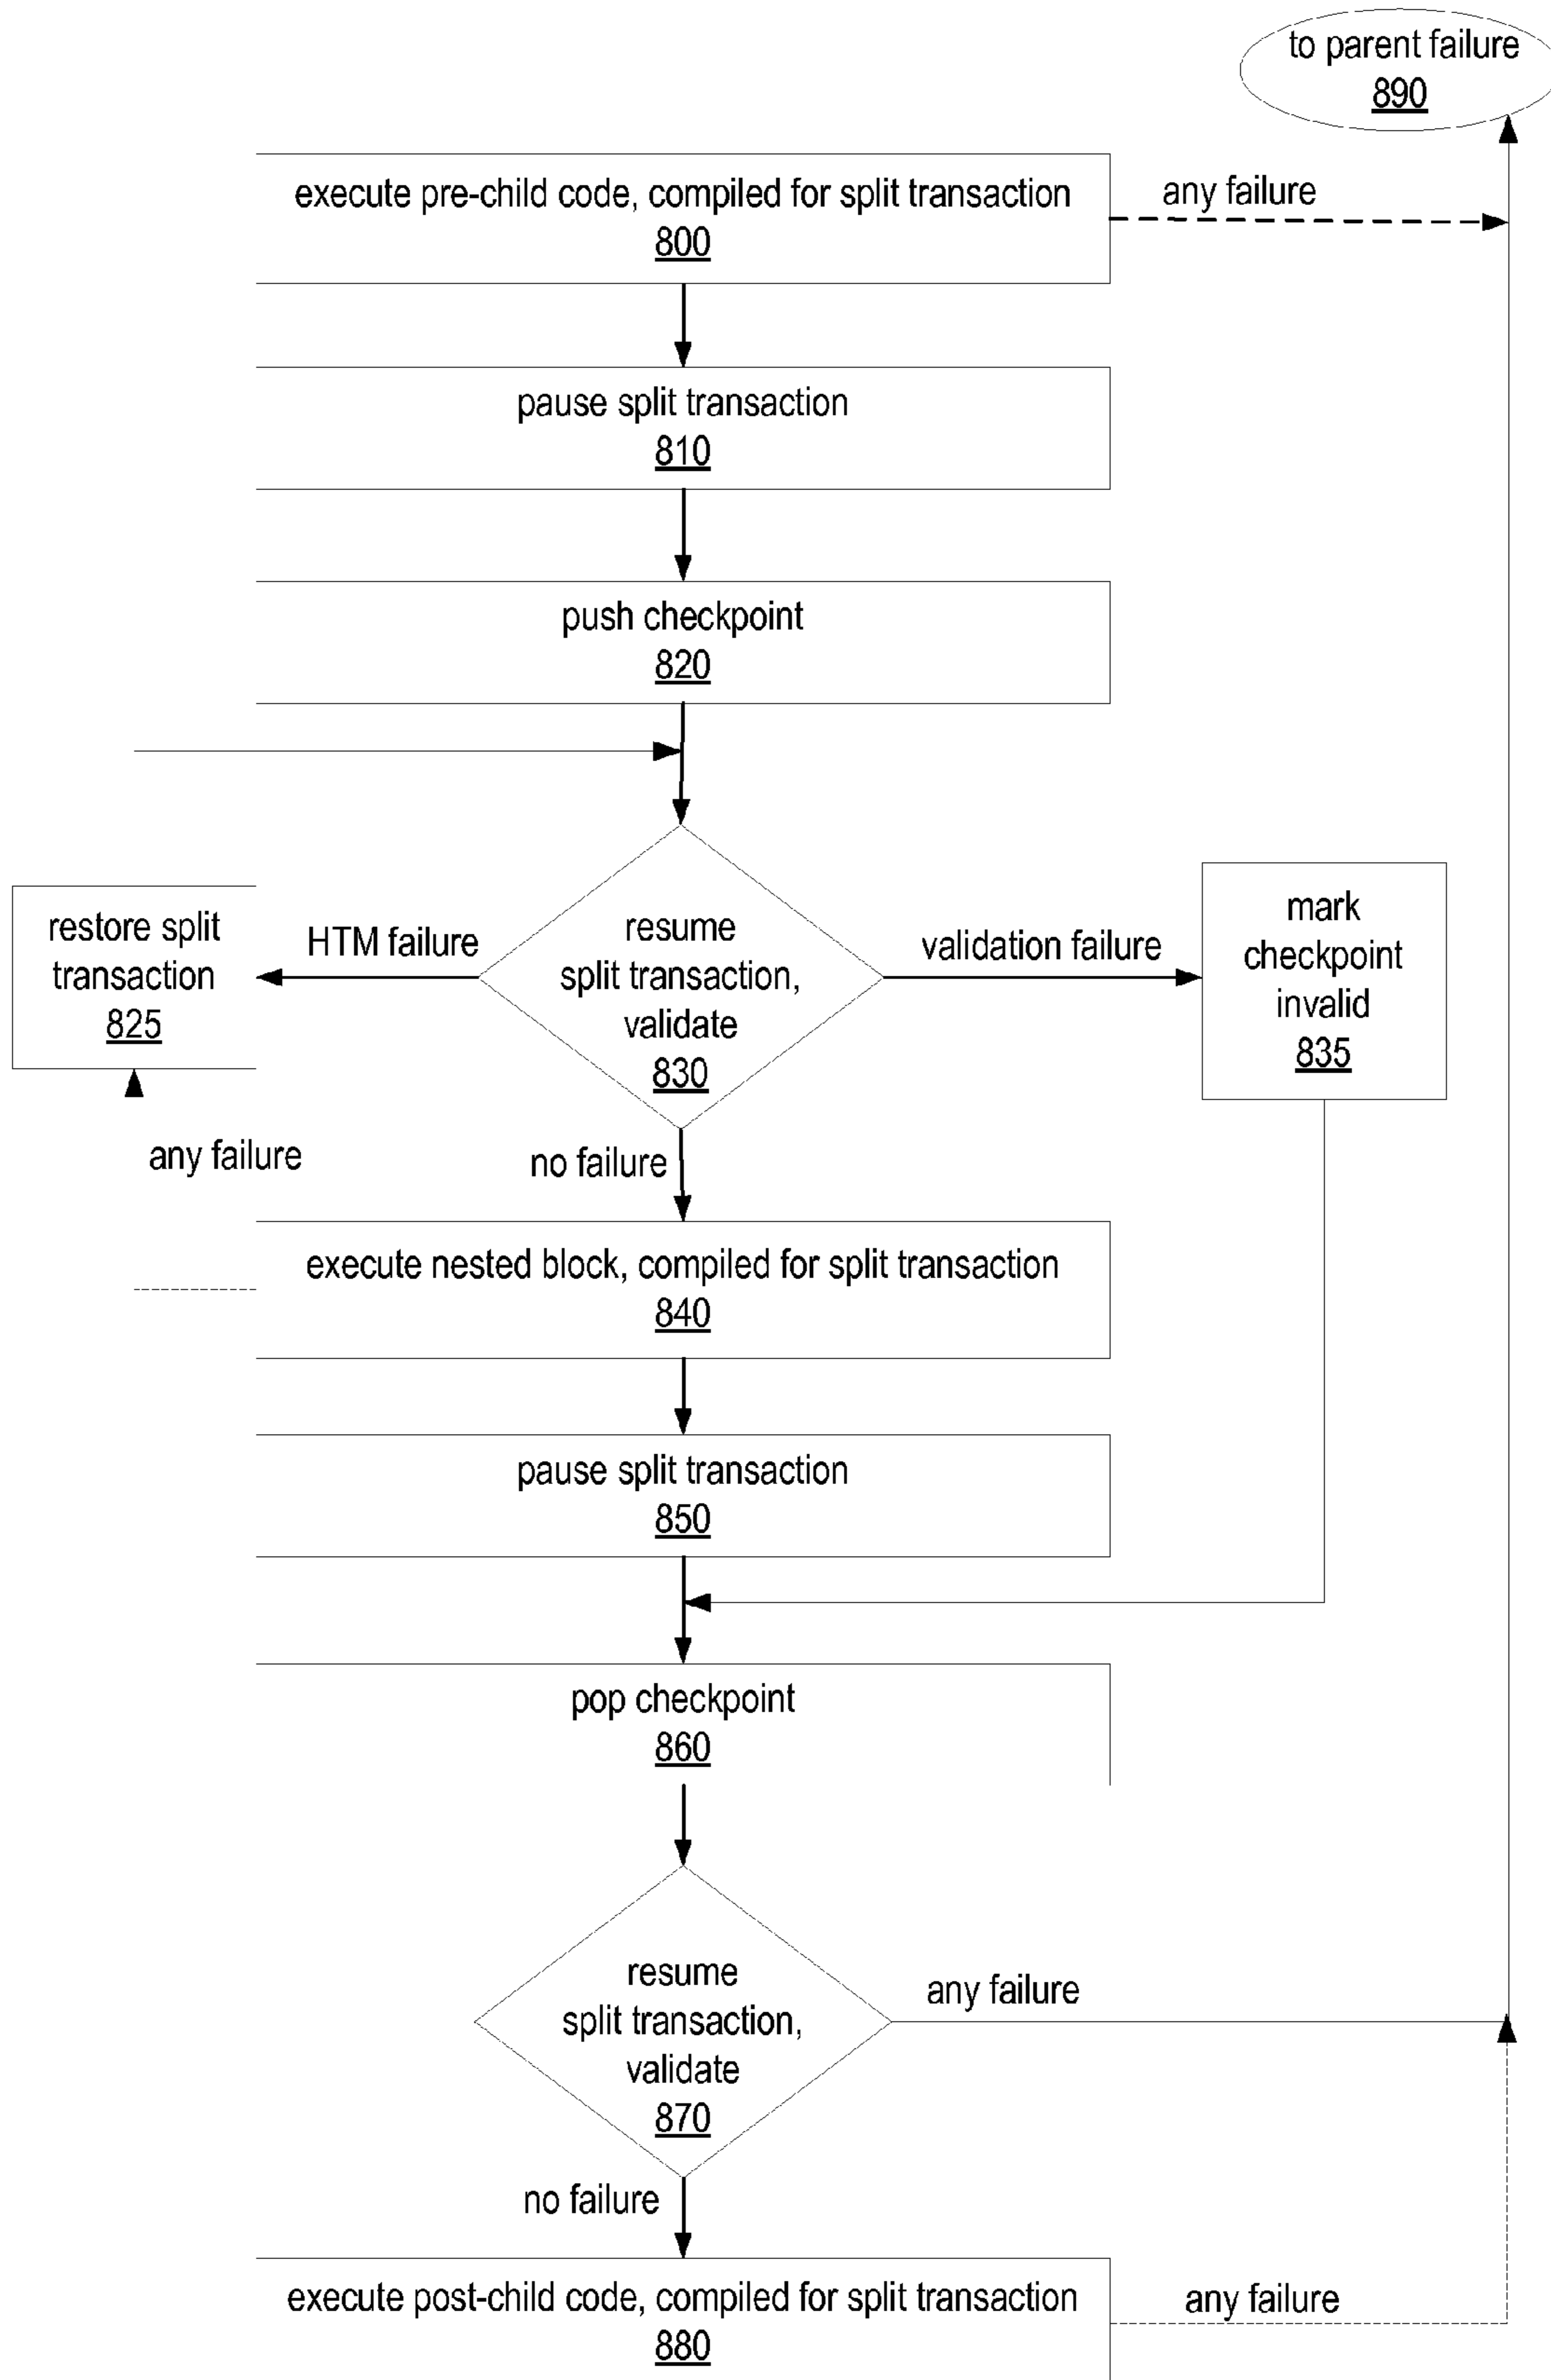 to parent failure
890
execute pre-child code, compiled for split transaction
800
any failure
pause split transaction
810
push checkpoint
820
restore split
transaction
825
HTM failure
resume
split transaction,
validate
830
validation failure
mark
checkpoint
invalid
835
any failure
no failure
execute nested block, compiled for split transaction
840
pause split transaction
850
pop checkpoint
860
resume
split transaction,
validate
870
any failure
no failure
execute post-child code, compiled for split transaction
880
any failure